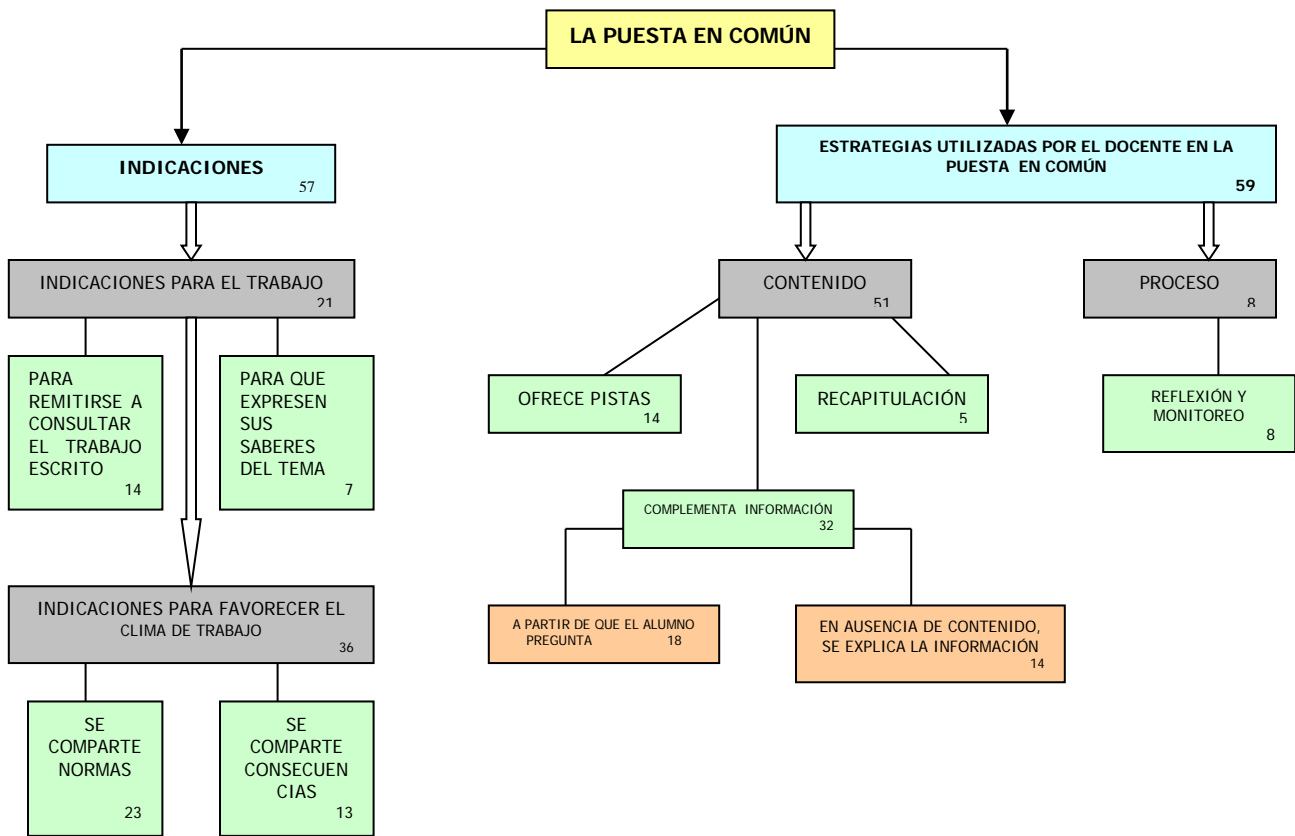 LA PUESTA EN COMÚN
INDICACIONES
57
ESTRATEGIAS UTILIZADAS POR EL DOCENTE EN LA
PUESTA EN COMÚN
59
INDICACIONES PARA EL TRABAJO
21
CONTENIDO
51
PROCESO
8
PARA
REMITIRSE A
CONSULTAR
EL TRABAJO
ESCRITO
14
PARA QUE
EXPRESEN
SUS
SABERES
DEL TEMA
7
OFRECE PISTAS
14
RECAPITULACIÓN
5
REFLEXIÓN Y
MONITOREO
8
COMPLEMENTA INFORMACIÓN
32
INDICACIONES PARA FAVORECER EL
CLIMA DE TRABAJO
36
A PARTIR DE QUE EL ALUMNO
PREGUNTA 18
EN AUSENCIA DE CONTENIDO,
SE EXPLICA LA INFORMACIÓN
14
SE
COMPARTE
NORMAS
23
SE
COMPARTE
CONSECUEN
CIAS
13